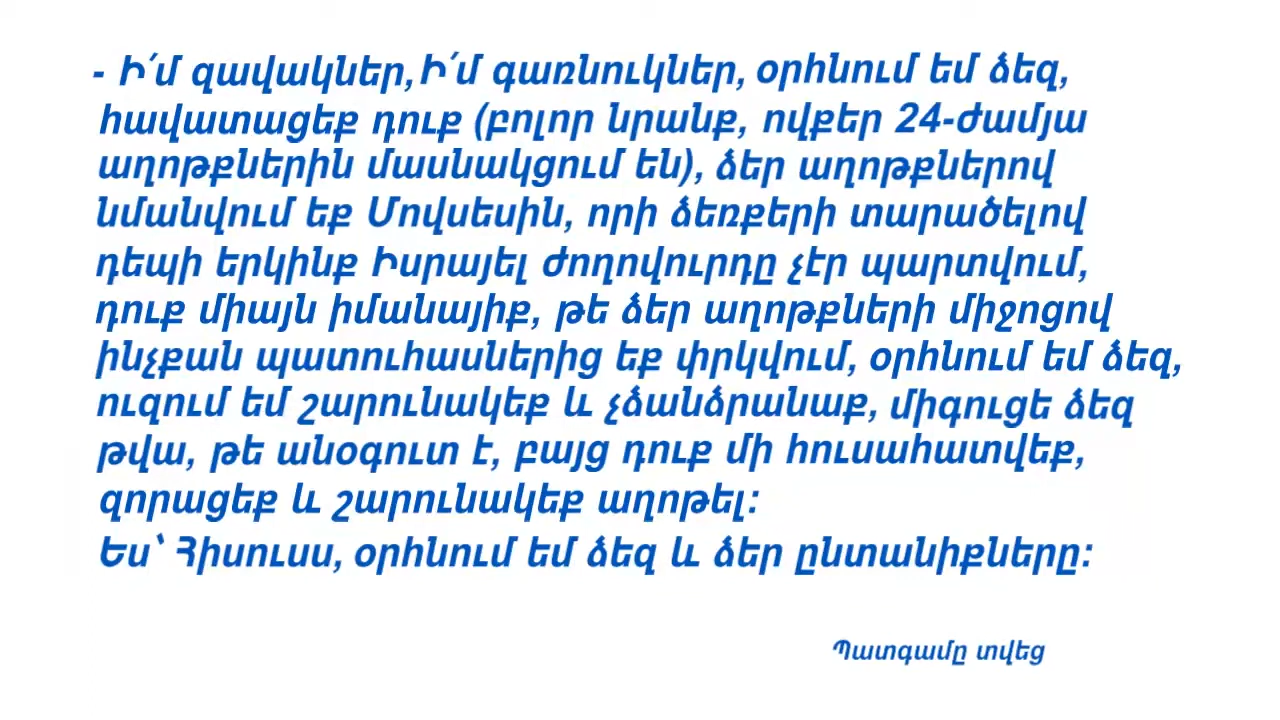 - Ի՛մ զավակներ, Ի՛մ գառնուկներ, օրհնում եմ ձեզ,
հավատացեք դուք (բոլոր նրանք, ովքեր 24-ժամյա
աղոթքներին մասնակցում են), ձեր աղոթքներով
նմանվում եք Մովսեսին, որի ձեռքերի տարածելով
դեպի երկինք Իսրայել ժողովուրդը չէր պարտվում,
դուք միայն իմանայիք, թե ձեր աղոթքների միջոցով
ինչքան պատուհասներից եք փրկվում, օրհնում եմ ձեզ,
ուզում եմ շարունակեք և չձանձրանաք, միգուցե ձեզ
թվա, թե անօգուտ է, բայց դուք մի հուսահատվեք,
զորացեք և շարունակեք աղոթել:
Ես՝ Հիսուսս, օրհնում եմ ձեզ և ձեր ընտանիքները:
Պատգամը տվեց